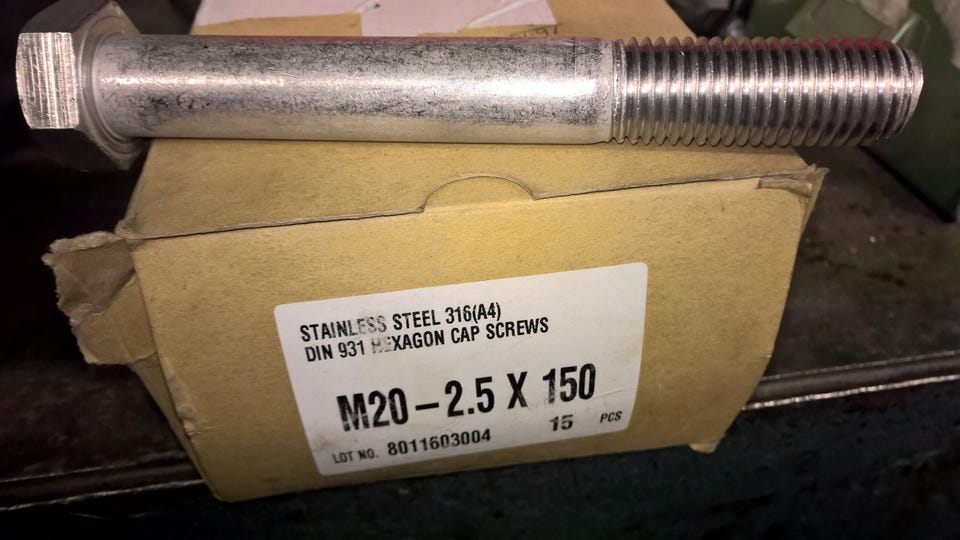 STAINLESS STEEL 316(A4)
DIN 931 HEXAGON CAP SCREWS
M20-2.5 X 150
LOT NO. 8011603004 15 PCS